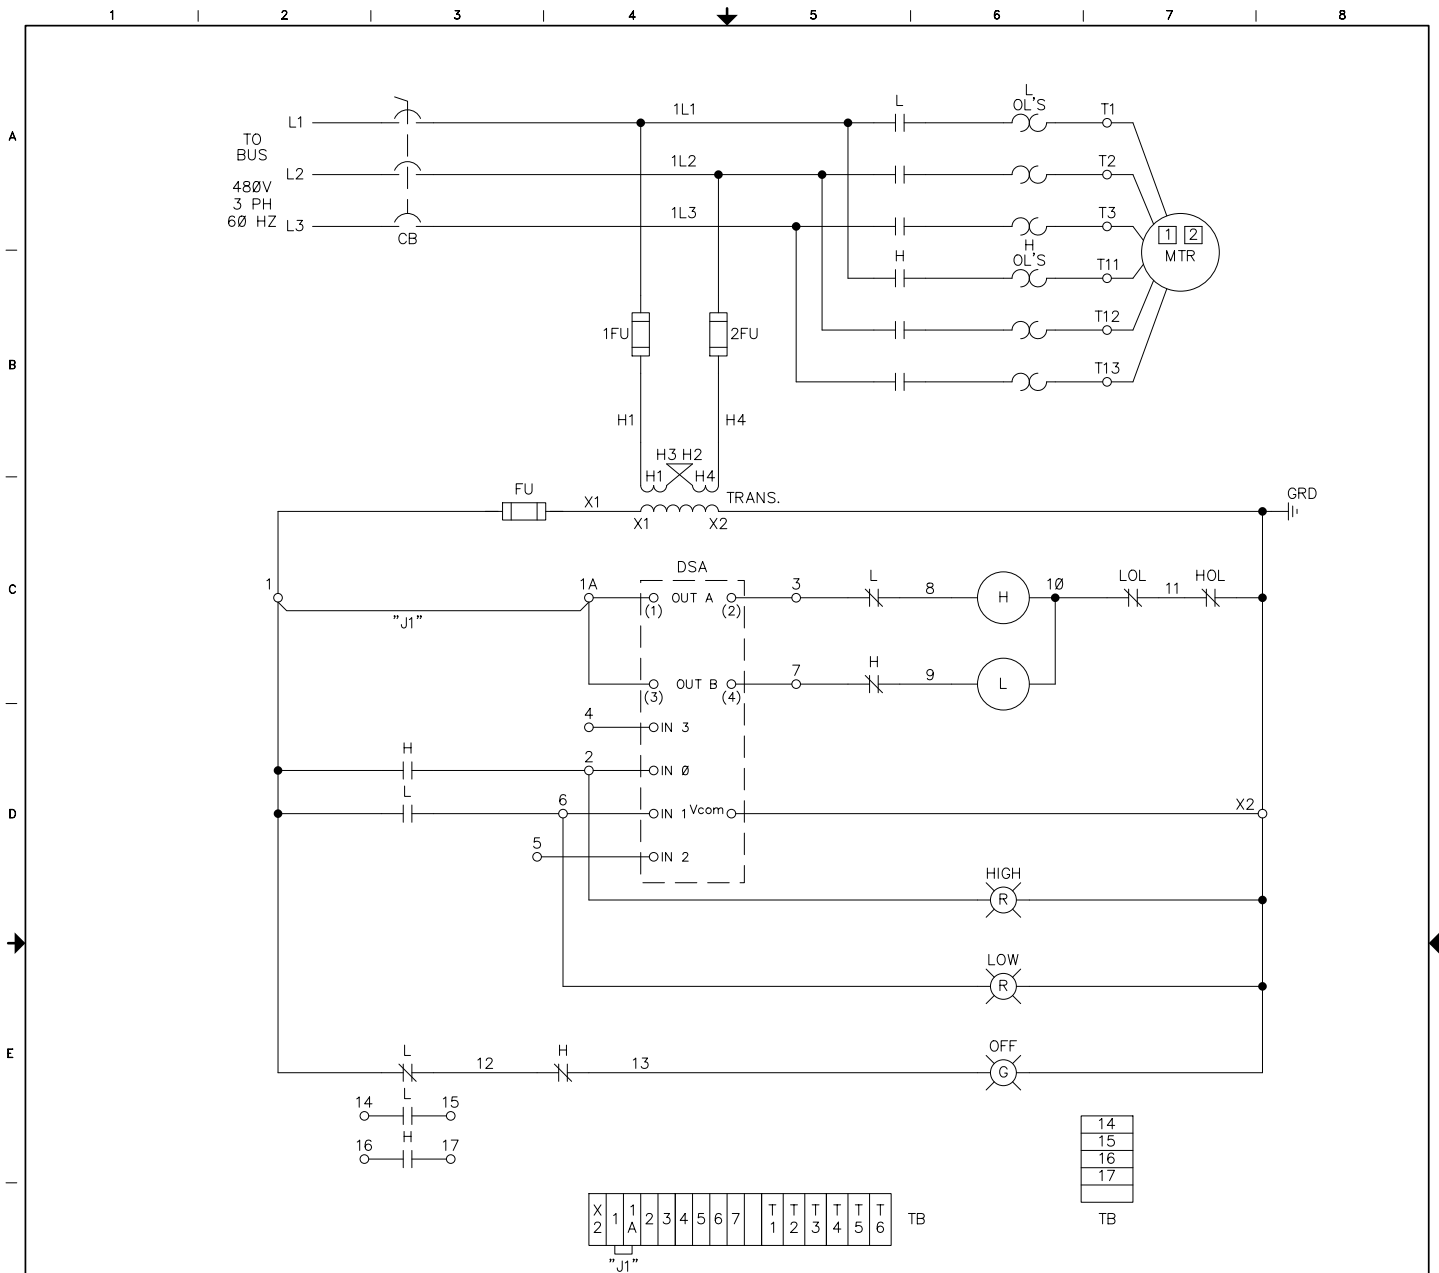 1 2 3 4 5 6 7 8
A
B
C
D
E
TO
BUS
48ØV
3 PH
6Ø HZ
L1
L2
L3
CB
1L1
1L2
1L3
L
L
OL'S
T1
T2
T3
H
H
OL'S
T11
T12
T13
1 2
MTR
1FU
2FU
H1
H4
H3 H2
H1 H4
TRANS.
FU
X1
X1 X2
GRD
1
"J1"
1A
DSA
(1) OUT A (2)
3
L
8
H
1Ø
LOL
11
HOL
(3) OUT B (4)
7
H
9
L
4
IN 3
H
2
IN Ø
L
6
IN 1 Vcom
X2
5
IN 2
HIGH
R
LOW
R
L
12
H
13
OFF
G
14 L 15
16 H 17
14
15
16
17
TB
X2 1 1A 2 3 4 5 6 7 T1 T2 T3 T4 T5 T6 TB
"J1"